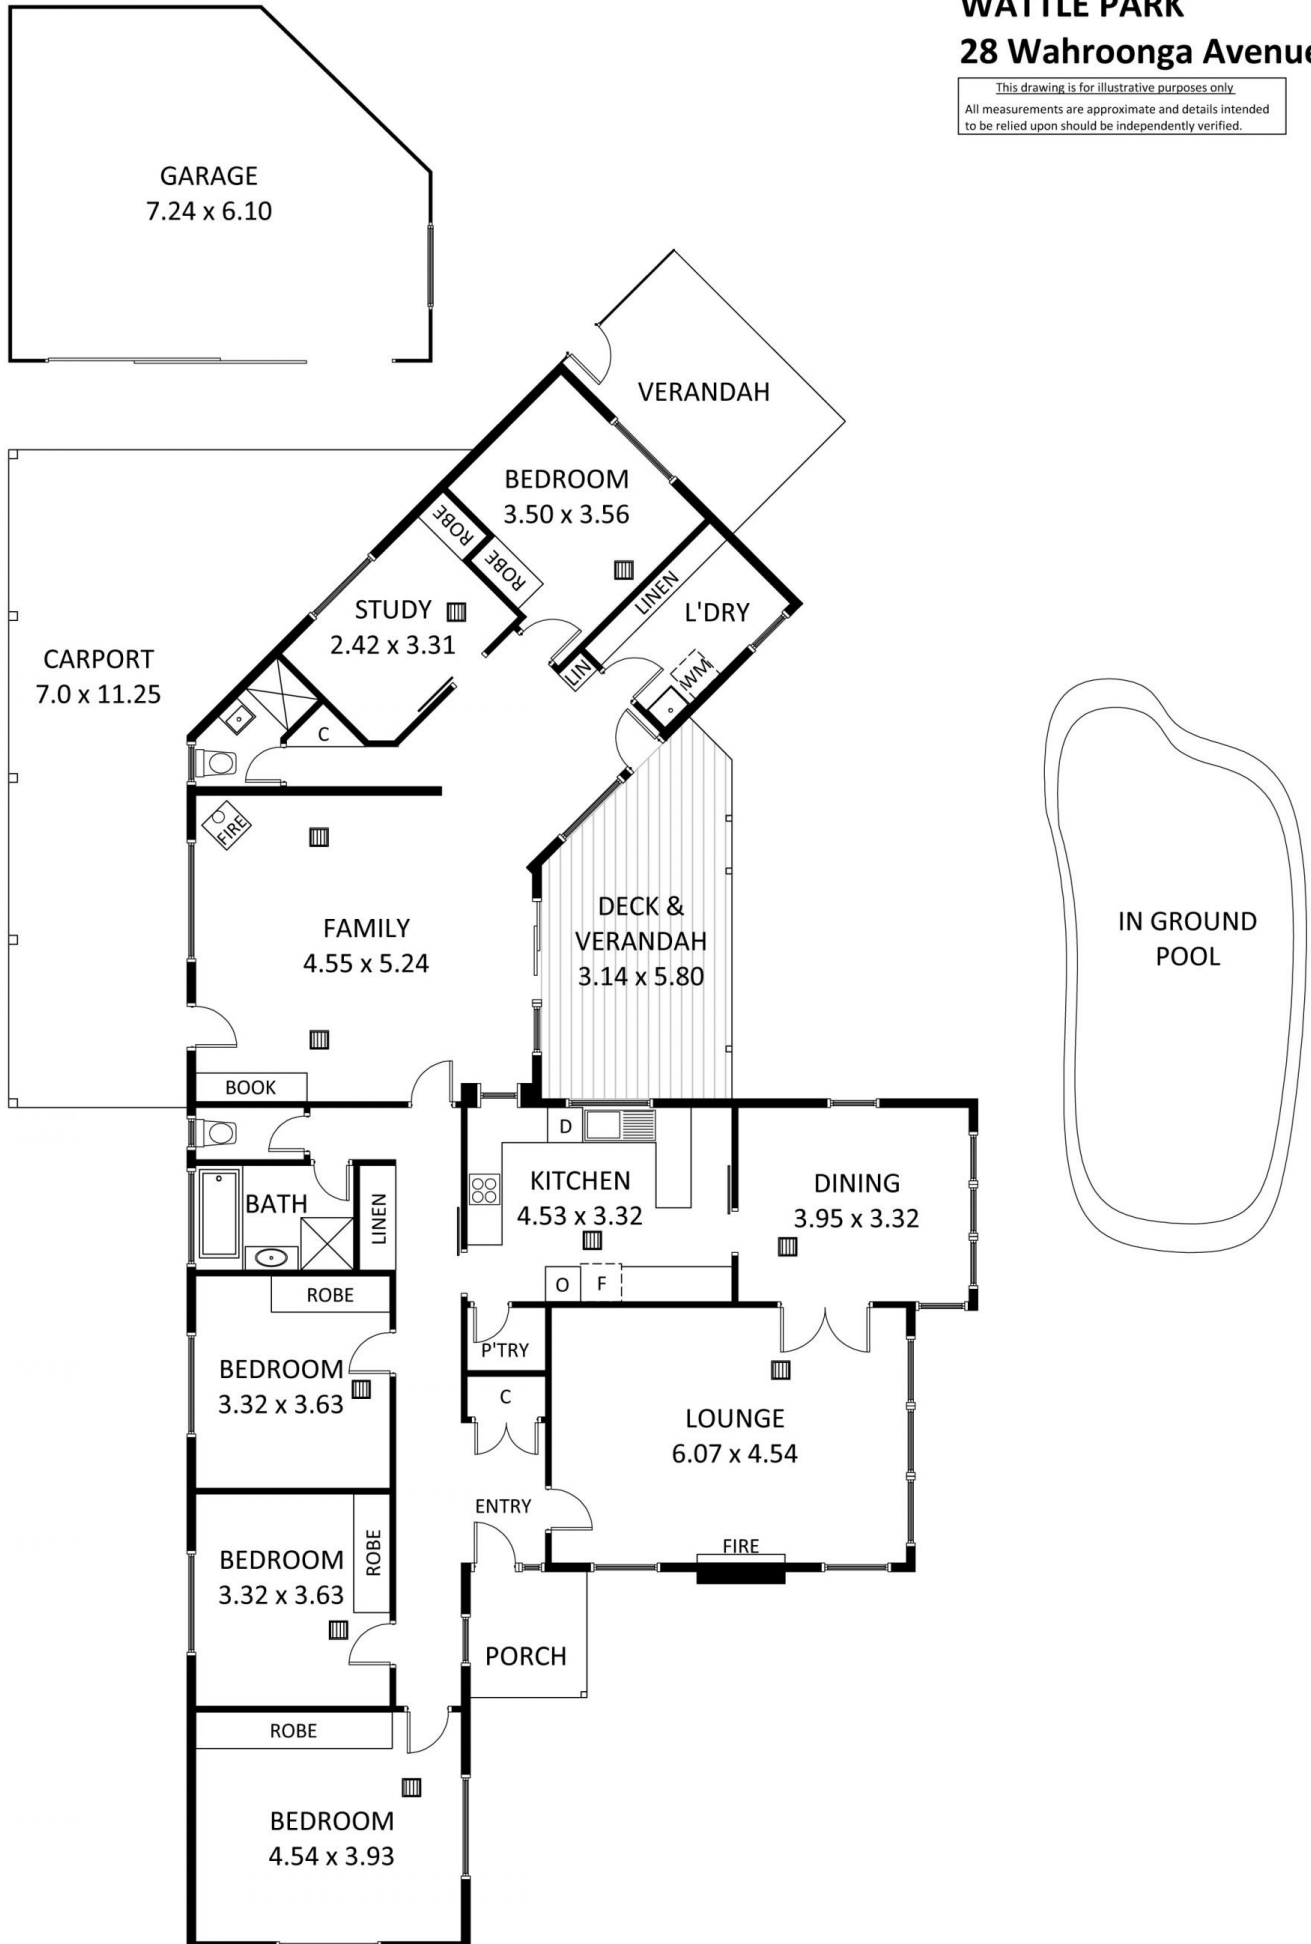 WATTLE PARK
28 Wahroonga Avenue
This drawing is for illustrative purposes only
All measurements are approximate and details intended
to be relied upon should be independently verified.
GARAGE
7.24 x 6.10
VERANDAH
BEDROOM
3.50 x 3.56
ROBE
ROBE
LINEN
L'DRY
STUDY
2.42 x 3.31
CARPORT
7.0 x 11.25
LIN
WM
C
FIRE
FAMILY
4.55 x 5.24
DECK &
VERANDAH
3.14 x 5.80
IN GROUND
POOL
BOOK
D
KITCHEN
4.53 x 3.32
DINING
3.95 x 3.32
BATH
LINEN
O
F
ROBE
P'TRY
BEDROOM
3.32 x 3.63
C
LOUNGE
6.07 x 4.54
ENTRY
FIRE
BEDROOM
3.32 x 3.63
ROBE
PORCH
ROBE
BEDROOM
4.54 x 3.93